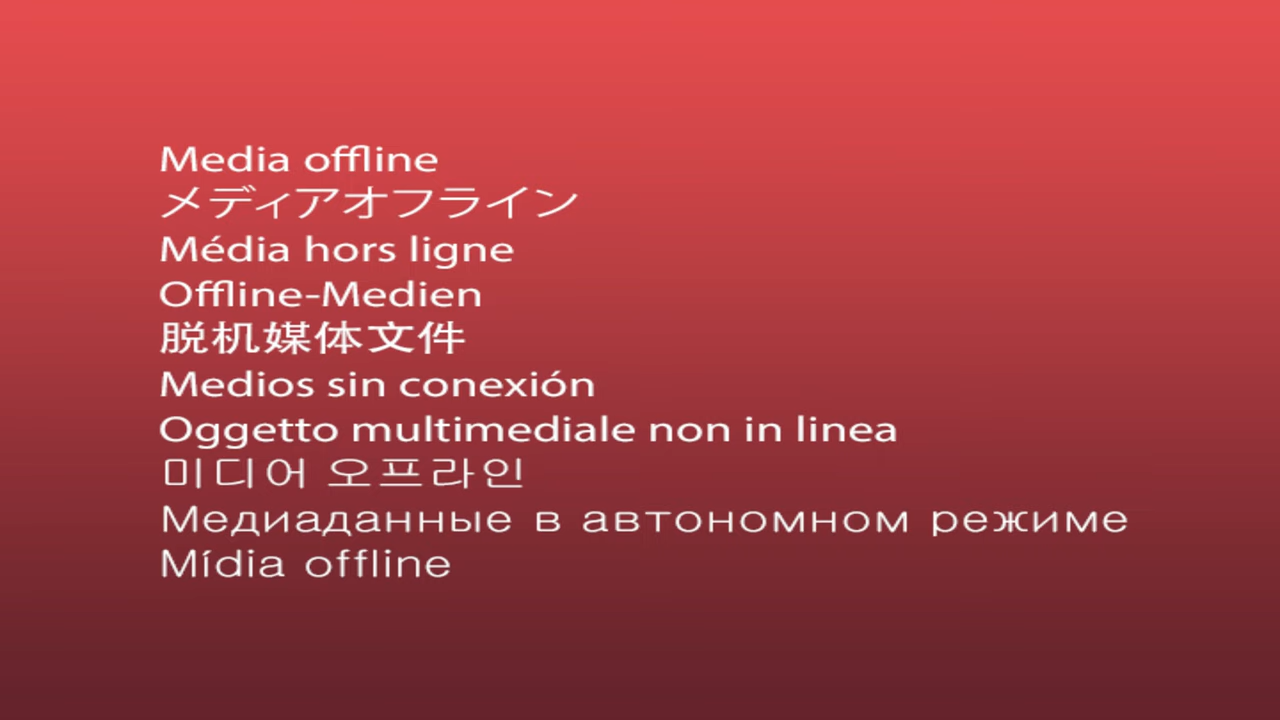 Media offline
メディアオフライン
Média hors ligne
Offline-Medien
脱机媒体文件
Medios sin conexión
Oggetto multimediale non in linea
미디어 오프라인
Медиаданные в автономном режиме
Mídia offline